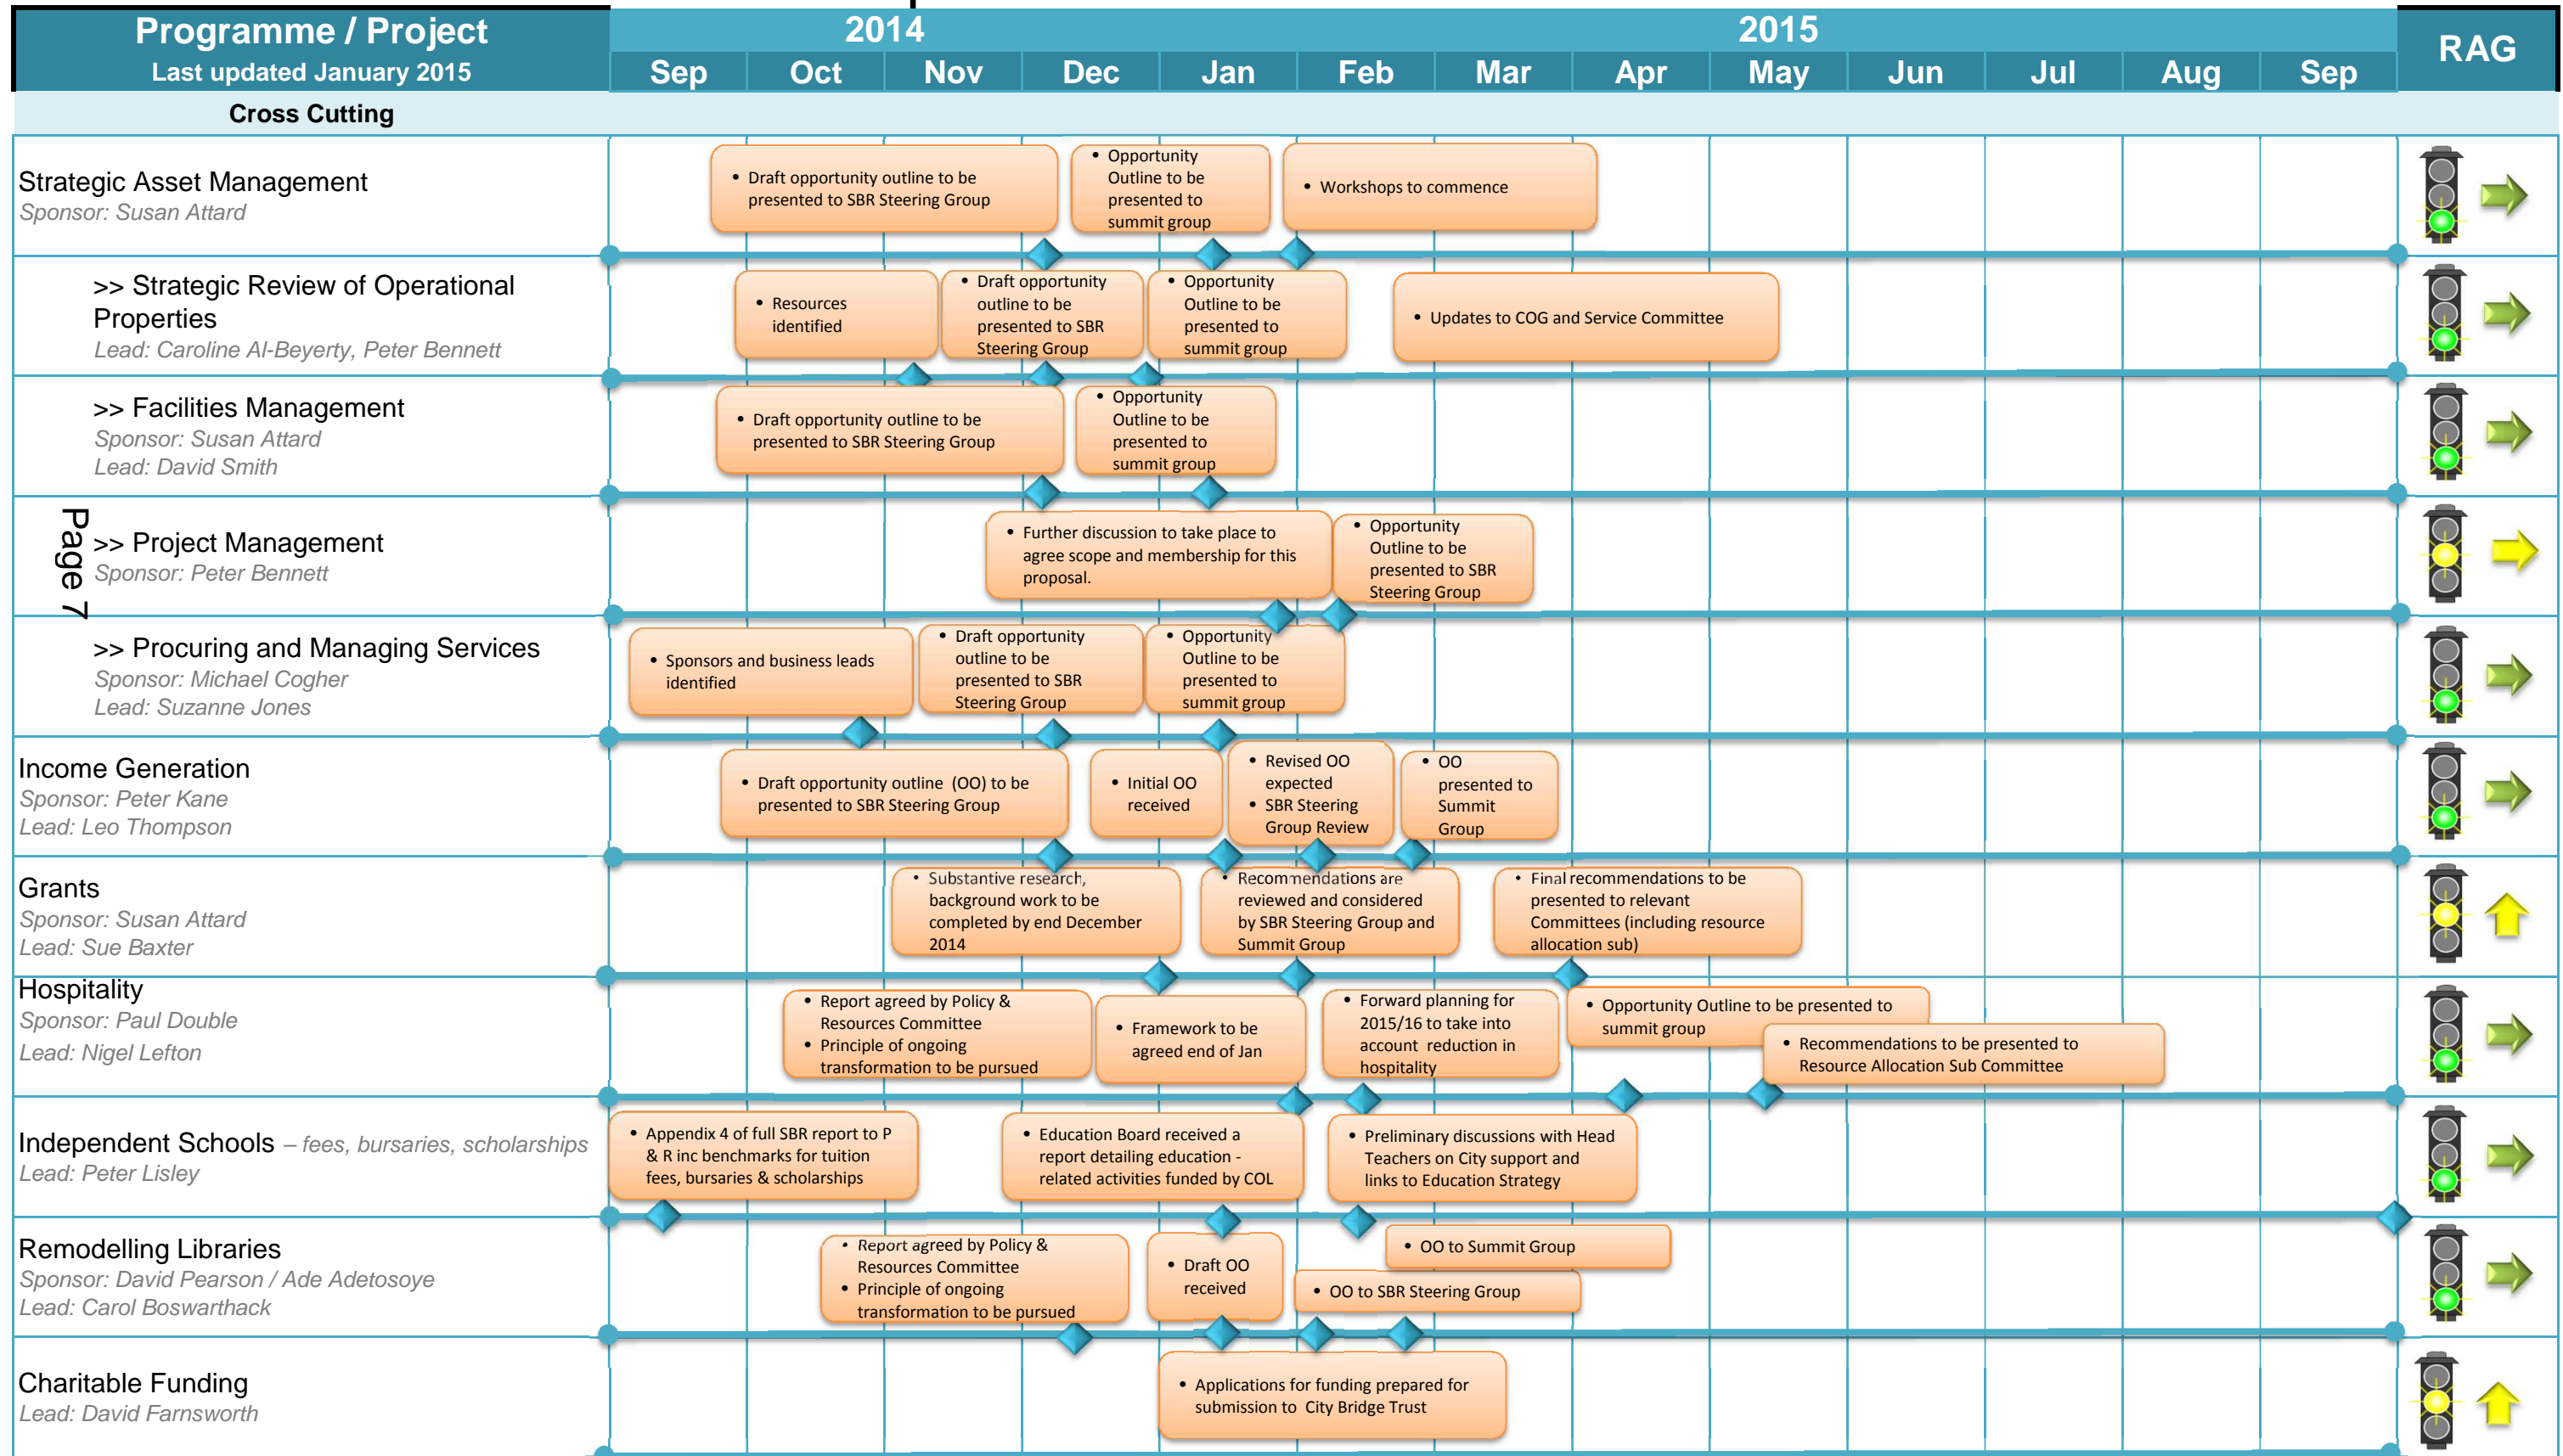 Programme / Project
Last updated January 2015
2014
2015
RAG
Sep
Oct
Nov
Dec
Jan
Feb
Mar
Apr
May
Jun
Jul
Aug
Sep
Cross Cutting
Strategic Asset Management
Sponsor: Susan Attard
• Draft opportunity outline to be
presented to SBR Steering Group
• Opportunity
Outline to be
presented to
summit group
• Workshops to commence
>> Strategic Review of Operational
Properties
Lead: Caroline Al-Beyerty, Peter Bennett
• Resources
identified
• Draft opportunity
outline to be
presented to SBR
Steering Group
• Opportunity
Outline to be
presented to
summit group
• Updates to COG and Service Committee
>> Facilities Management
Sponsor: Susan Attard
Lead: David Smith
• Draft opportunity outline to be
presented to SBR Steering Group
• Opportunity
Outline to be
presented to
summit group
Page 7
>> Project Management
Sponsor: Peter Bennett
• Further discussion to take place to
agree scope and membership for this
proposal.
• Opportunity
Outline to be
presented to SBR
Steering Group
>> Procuring and Managing Services
Sponsor: Michael Cogher
Lead: Suzanne Jones
• Sponsors and business leads
identified
• Draft opportunity
outline to be
presented to SBR
Steering Group
• Opportunity
Outline to be
presented to
summit group
Income Generation
Sponsor: Peter Kane
Lead: Leo Thompson
• Draft opportunity outline (OO) to be
presented to SBR Steering Group
• Initial OO
received
• Revised OO
expected
• SBR Steering
Group Review
• OO
presented to
Summit
Group
Grants
Sponsor: Susan Attard
Lead: Sue Baxter
• Substantive research,
background work to be
completed by end December
2014
• Recommendations are
reviewed and considered
by SBR Steering Group and
Summit Group
• Final recommendations to be
presented to relevant
Committees (including resource
allocation sub)
Hospitality
Sponsor: Paul Double
Lead: Nigel Lefton
• Report agreed by Policy &
Resources Committee
• Principle of ongoing
transformation to be pursued
• Framework to be
agreed end of Jan
• Forward planning for
2015/16 to take into
account reduction in
hospitality
• Opportunity Outline to be presented to
summit group
• Recommendations to be presented to
Resource Allocation Sub Committee
Independent Schools – fees, bursaries, scholarships
Lead: Peter Lisley
• Appendix 4 of full SBR report to P
& R inc benchmarks for tuition
fees, bursaries & scholarships
• Education Board received a
report detailing education -
related activities funded by COL
• Preliminary discussions with Head
Teachers on City support and
links to Education Strategy
Remodelling Libraries
Sponsor: David Pearson / Ade Adetosoye
Lead: Carol Boswarthack
• Report agreed by Policy &
Resources Committee
• Principle of ongoing
transformation to be pursued
• Draft OO
received
• OO to Summit Group
• OO to SBR Steering Group
Charitable Funding
Lead: David Farnsworth
• Applications for funding prepared for
submission to City Bridge Trust